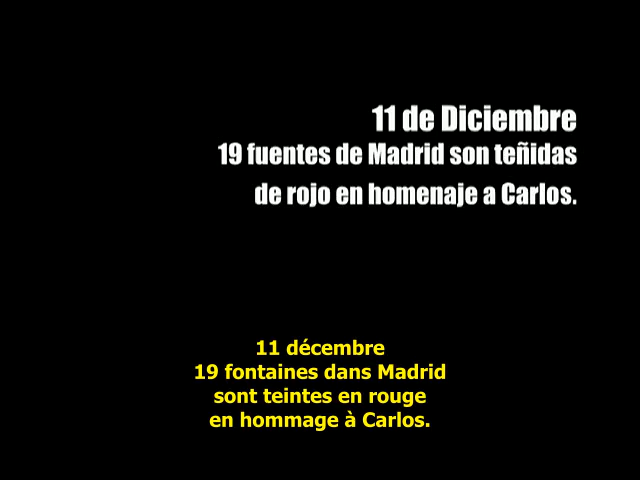 11 de Diciembre
19 fuentes de Madrid son teñidas
de rojo en homenaje a Carlos.
11 décembre
19 fontaines dans Madrid
sont teintes en rouge
en hommage à Carlos.